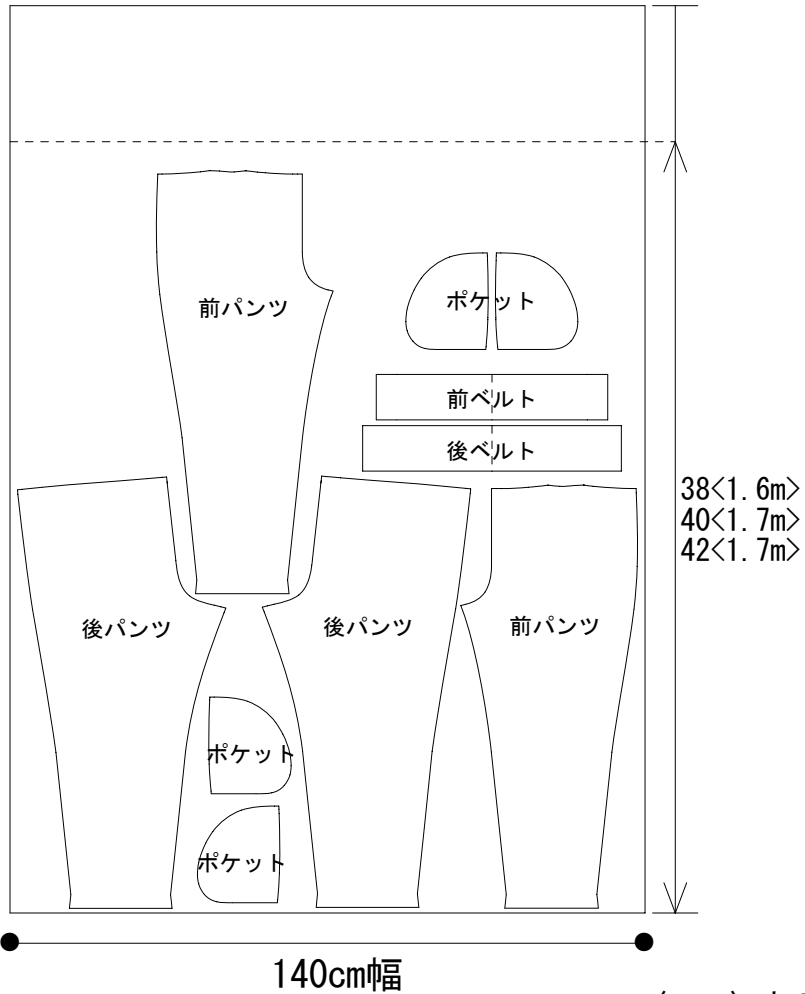 前パンツ
ポケット
前ベルト
後ベルト
38<1.6m>
40<1.7m>
42<1.7m>
後パンツ
後パンツ
前パンツ
ポケット
ポケット
140cm幅